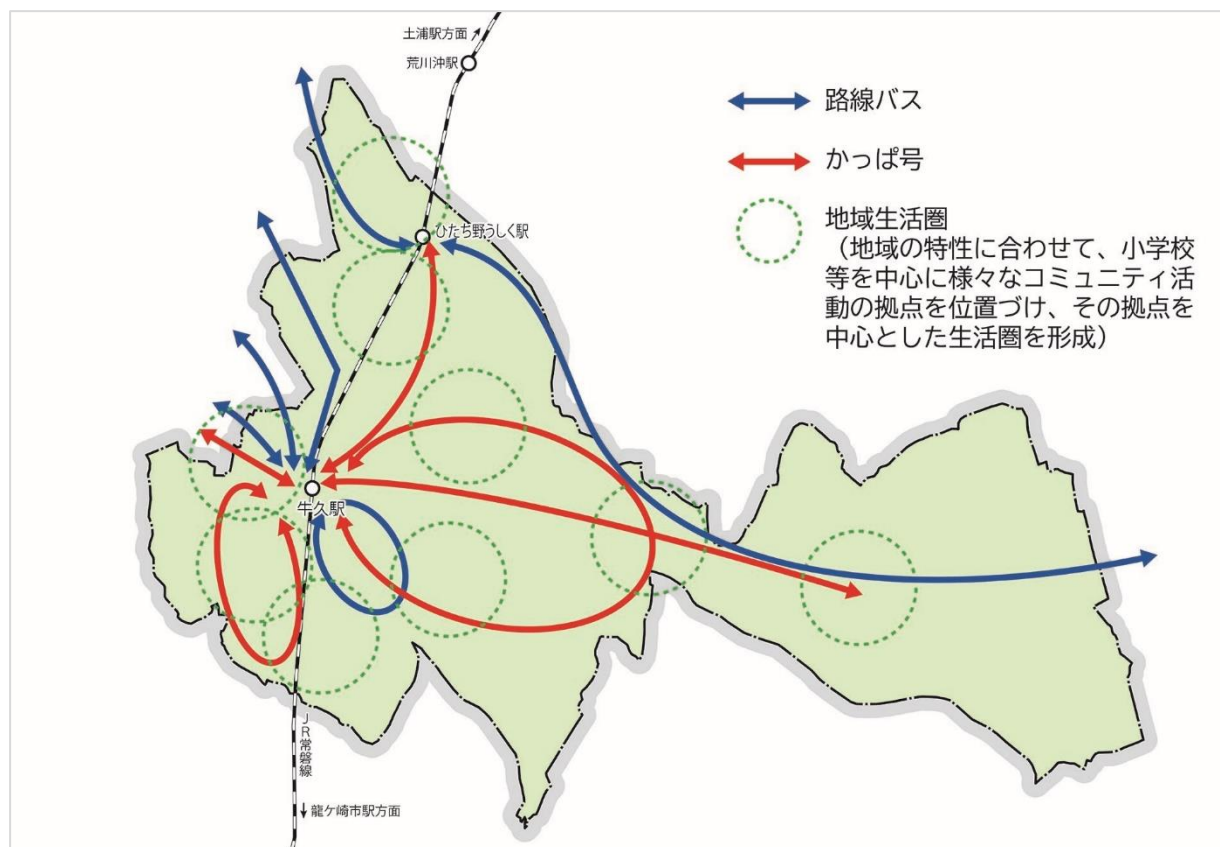 土浦駅方面
荒川沖駅
ひたち野うしく駅
牛久駅
JR常磐線
龍ケ崎市駅方面
路線バス
かっぱ号
地域生活圏
(地域の特性に合わせて、小学校
等を中心に様々なコミュニティ活
動の拠点を位置づけ、その拠点を
中心とした生活圏を形成)